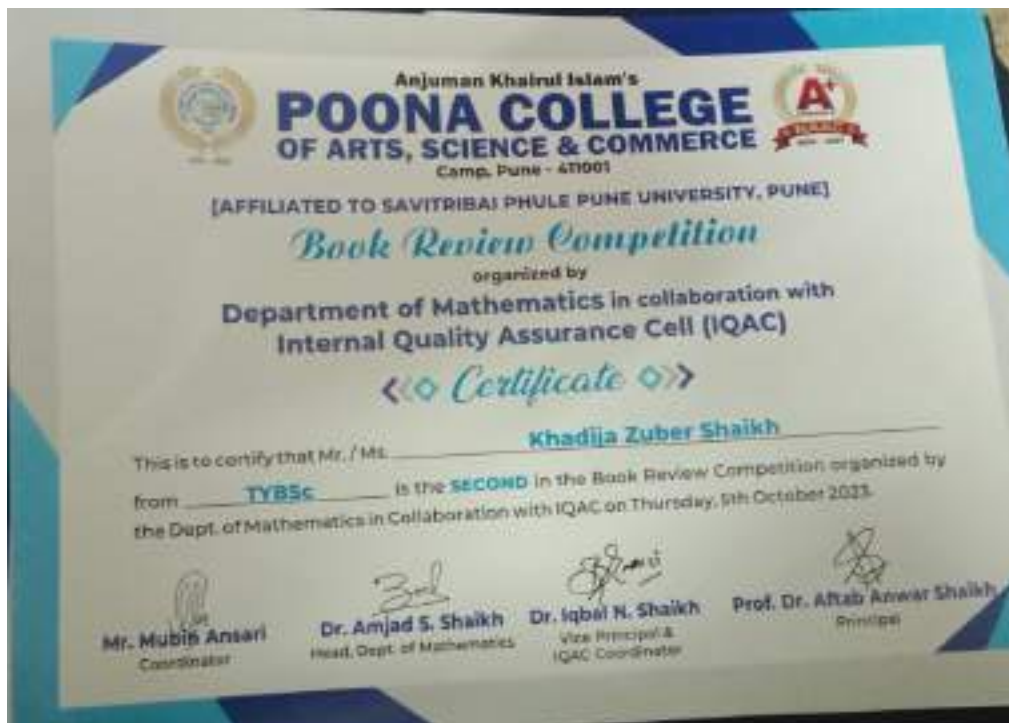 Anjuman Khairul Islam's
POONA COLLEGE
OF ARTS, SCIENCE & COMMERCE
Camp, Pune - 411001
[AFFILIATED TO SAVITRIBAI PHULE PUNE UNIVERSITY, PUNE]
Book Review Competition
organized by
Department of Mathematics in collaboration with
Internal Quality Assurance Cell (IQAC)
Certificate
This is to certify that Mr. / Ms. Khadija Zuber Shaikh
from TYBSc is the SECOND in the Book Review Competition organized by
the Dept. of Mathematics in Collaboration with IQAC on Thursday, 5th October 2023.
Mr. Mubin Ansari
Coordinator
Dr. Amjad S. Shaikh
Head, Dept. of Mathematics
Dr. Iqbal N. Shaikh
Vice Principal &
IQAC Coordinator
Prof. Dr. Aftab Anwar Shaikh
Principal
A+